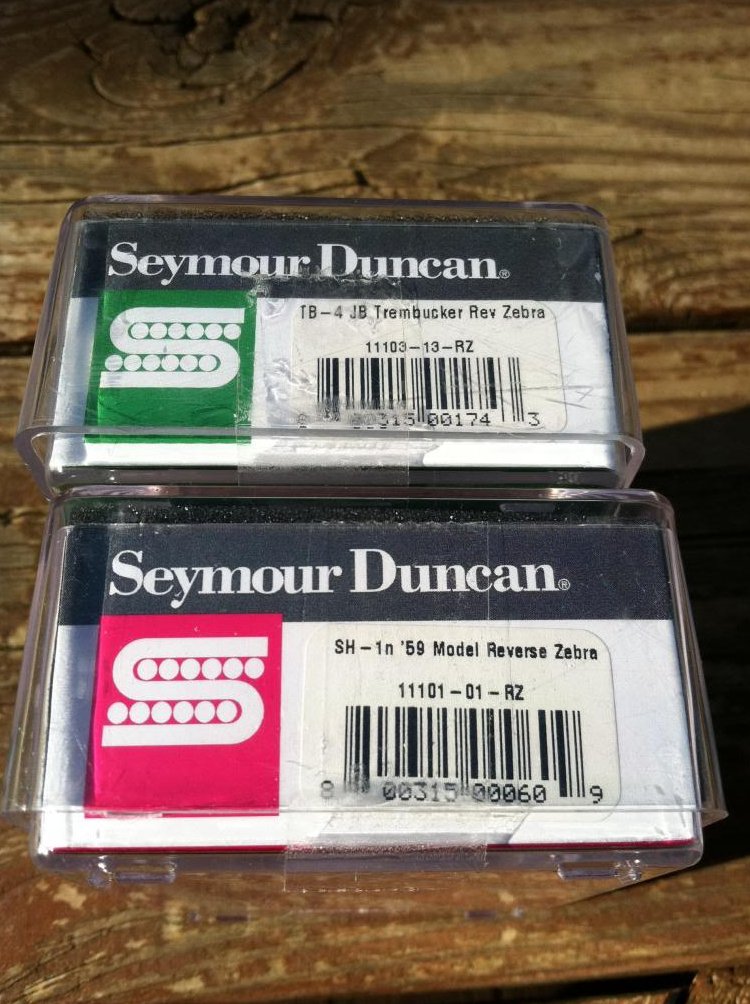 Seymour Duncan®
TB-4 JB Trembucker Rev Zebra
11103-13-RZ
8 00315 00174 3
Seymour Duncan®
SH-1n '59 Model Reverse Zebra
11101-01-RZ
8 00315 00060 9